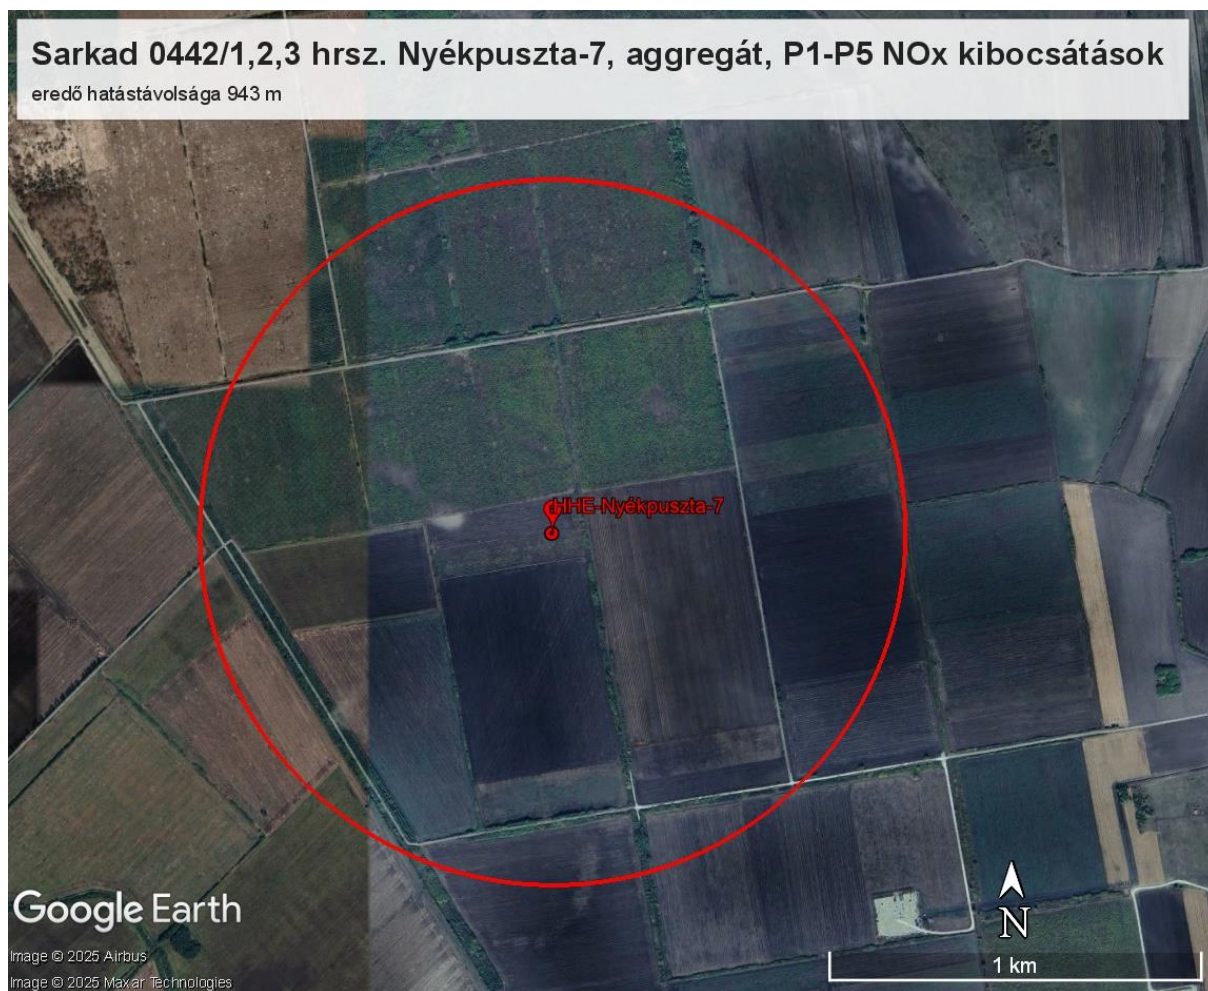 Sarkad 0442/1,2,3 hrsz. Nyékpuszta-7, aggregát, P1-P5 NOx kibocsátások
eredő hatástávolsága 943 m
HHE-Nyékpuszta-7
Google Earth
N
Image © 2025 Airbus
1 km
Image © 2025 Maxar Technologies